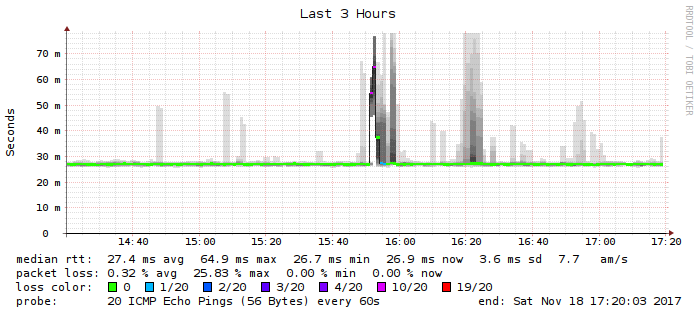 Last 3 Hours
RRDTOOL / TOBI OETIKER
Seconds
70 m
60 m
50 m
40 m
30 m
20 m
10 m
0
14:40 15:00 15:20 15:40 16:00 16:20 16:40 17:00 17:20
median rtt: 27.4 ms avg 64.9 ms max 26.7 ms min 26.9 ms now 3.6 ms sd 7.7 am/s
packet loss: 0.32 % avg 25.83 % max 0.00 % min 0.00 % now
loss color: 0 1/20 2/20 3/20 4/20 10/20 19/20
probe: 20 ICMP Echo Pings (56 Bytes) every 60s end: Sat Nov 18 17:20:03 2017